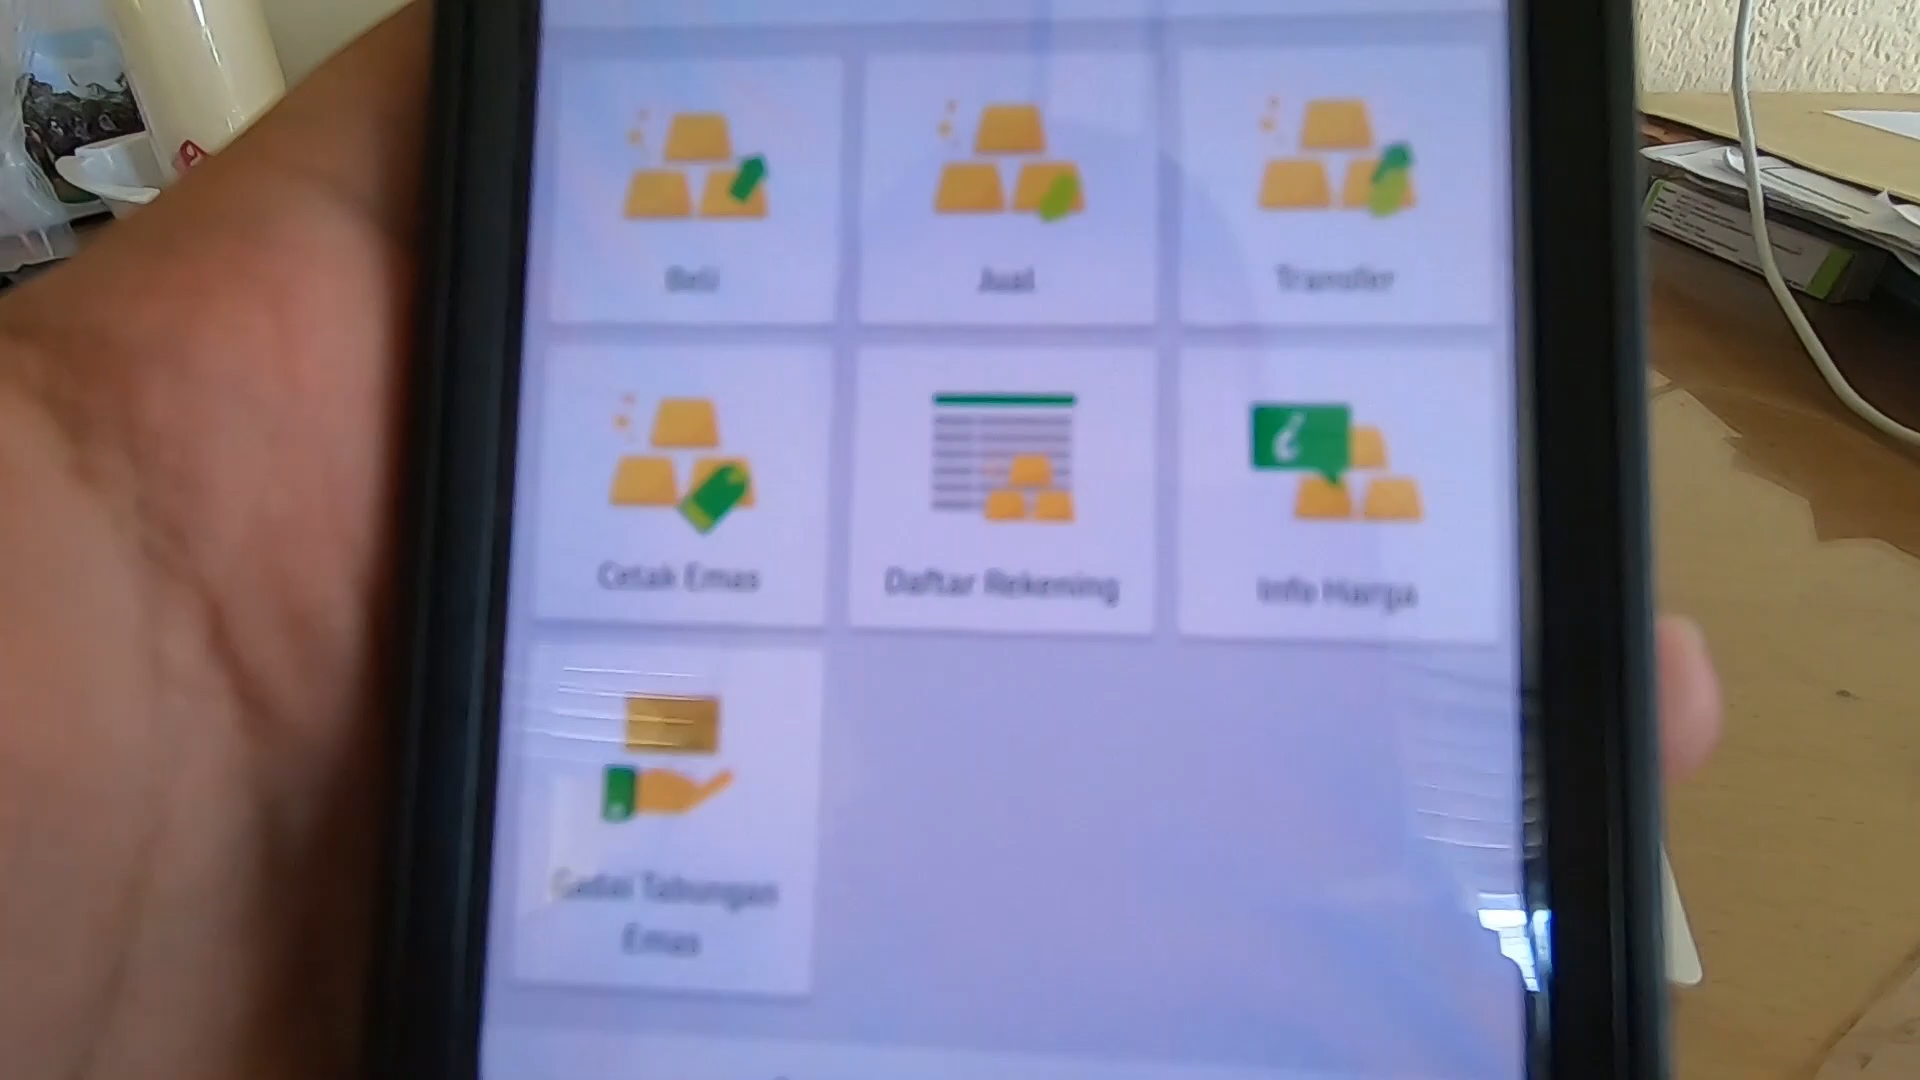 Beli
Jual
Transfer
Cetak Emas
Daftar Rekening
Info Harga
Gadai Tabungan
Emas